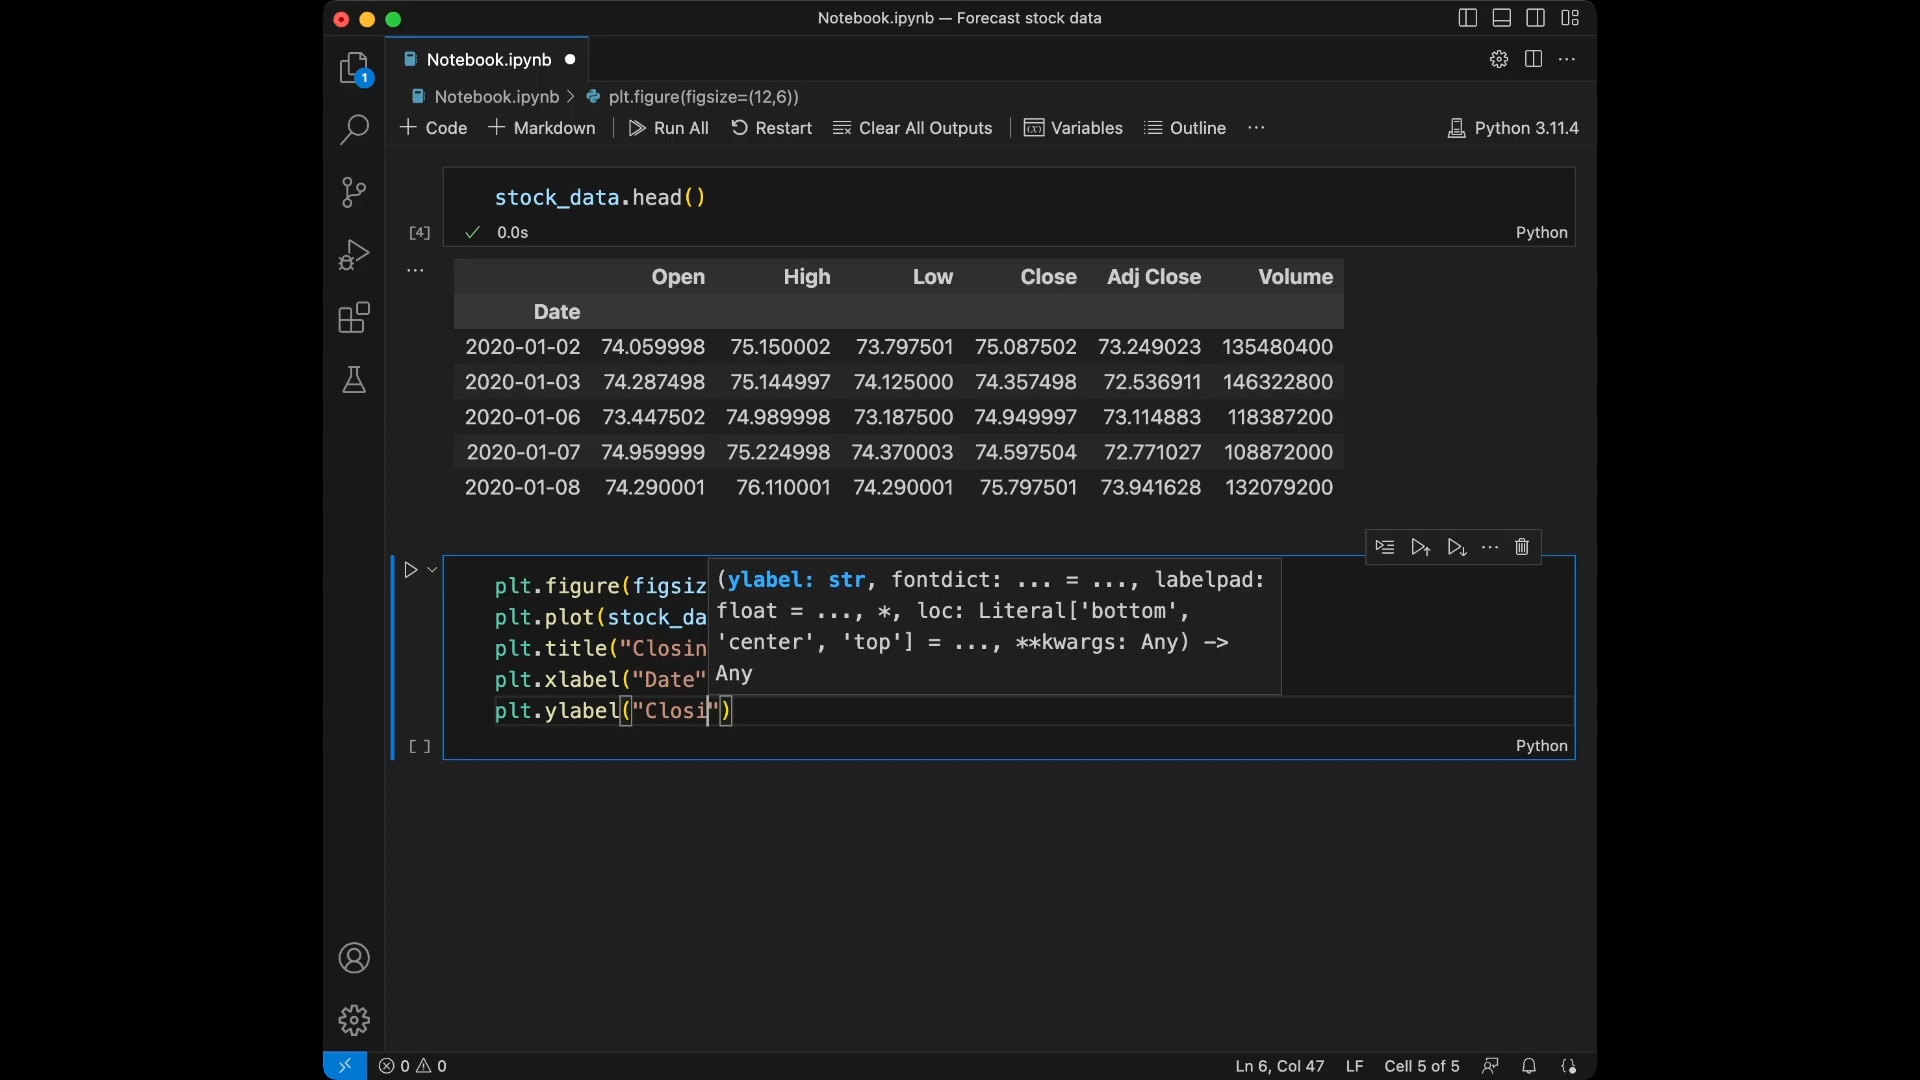 Notebook.ipynb — Forecast stock data
1
Notebook.ipynb
Notebook.ipynb > plt.figure(figsize=(12,6))
+ Code + Markdown Run All Restart Clear All Outputs (x) Variables Outline ... Python 3.11.4
stock_data.head()
[4] ✓ 0.0s Python
...
Open High Low Close Adj Close Volume
Date
2020-01-02 74.059998 75.150002 73.797501 75.087502 73.249023 135480400
2020-01-03 74.287498 75.144997 74.125000 74.357498 72.536911 146322800
2020-01-06 73.447502 74.989998 73.187500 74.949997 73.114883 118387200
2020-01-07 74.959999 75.224998 74.370003 74.597504 72.771027 108872000
2020-01-08 74.290001 76.110001 74.290001 75.797501 73.941628 132079200
plt.figure(figsiz
plt.plot(stock_da
plt.title("Closin
plt.xlabel("Date"
plt.ylabel("Closi")
(ylabel: str, fontdict: ... = ..., labelpad:
float = ..., *, loc: Literal['bottom',
'center', 'top'] = ..., **kwargs: Any) ->
Any
[ ] Python
0 0 Ln 6, Col 47 LF Cell 5 of 5